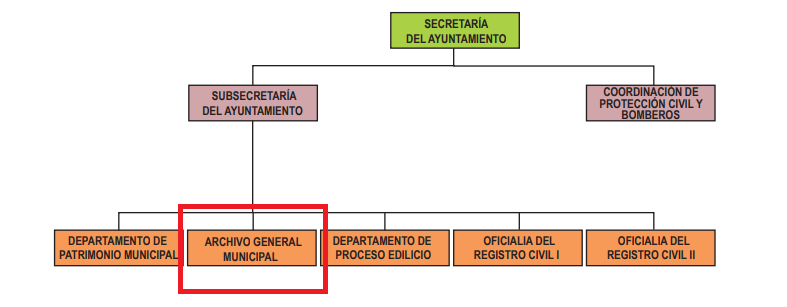 SECRETARÍA
DEL AYUNTAMIENTO
SUBSECRETARÍA
DEL AYUNTAMIENTO
COORDINACIÓN DE
PROTECCIÓN CIVIL Y
BOMBEROS
DEPARTAMENTO DE
PATRIMONIO MUNICIPAL
ARCHIVO GENERAL
MUNICIPAL
DEPARTAMENTO DE
PROCESO EDILICIO
OFICIALIA DEL
REGISTRO CIVIL I
OFICIALIA DEL
REGISTRO CIVIL II